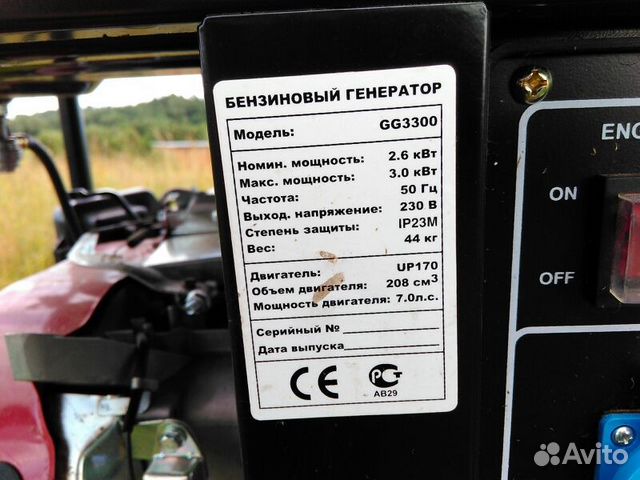 БЕНЗИНОВЫЙ ГЕНЕРАТОР
Модель: GG3300
Номин. мощность: 2.6 кВт
Макс. мощность: 3.0 кВт
Частота: 50 Гц
Выход. напряжение: 230 В
Степень защиты: IP23M
Вес: 44 кг
Двигатель: UP170
Объем двигателя: 208 см3
Мощность двигателя: 7.0л.с.
Серийный №
Дата выпуска
CE РСТ
АВ29
ENG
ON
OFF
Avito